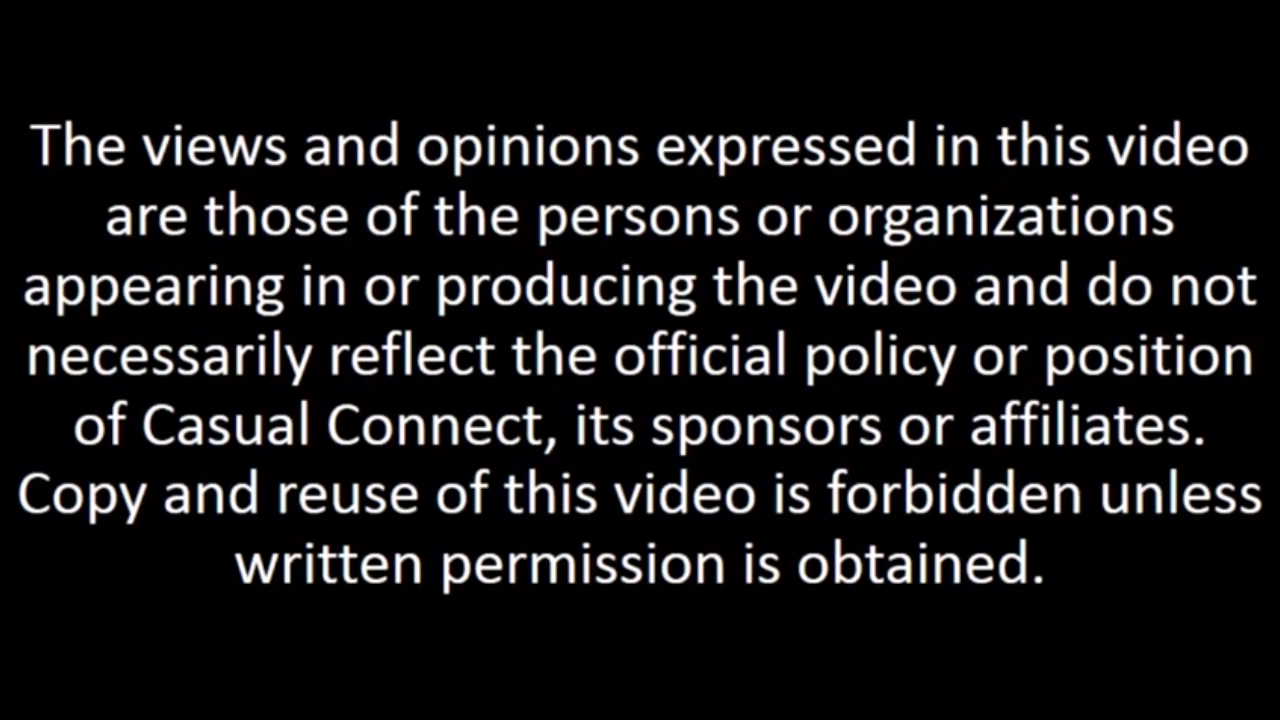 The views and opinions expressed in this video
are those of the persons or organizations
appearing in or producing the video and do not
necessarily reflect the official policy or position
of Casual Connect, its sponsors or affiliates.
Copy and reuse of this video is forbidden unless
written permission is obtained.